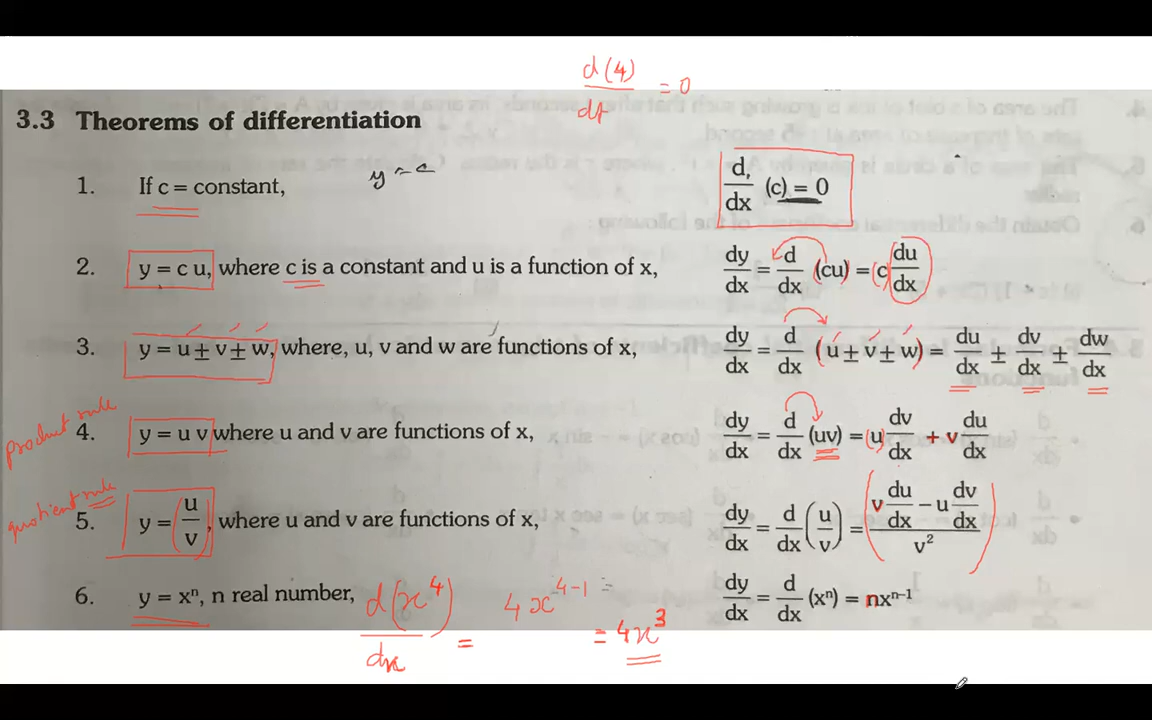 d(4)/dx = 0
3.3 Theorems of differentiation
1. If c = constant, y = c d/dx (c) = 0
2. y = c u, where c is a constant and u is a function of x, dy/dx = d/dx (cu) = c du/dx
3. y = u ± v ± w, where, u, v and w are functions of x, dy/dx = d/dx (u ± v ± w) = du/dx ± dv/dx ± dw/dx
product rule
4. y = u v where u and v are functions of x, dy/dx = d/dx (uv) = u dv/dx + v du/dx
quotient rule
5. y = u/v, where u and v are functions of x, dy/dx = d/dx (u/v) = (v du/dx − u dv/dx)/v²
6. y = xⁿ, n real number, dy/dx = d/dx (xⁿ) = nxⁿ⁻¹
d(x⁴)/dx = 4x⁴⁻¹ = = 4x³